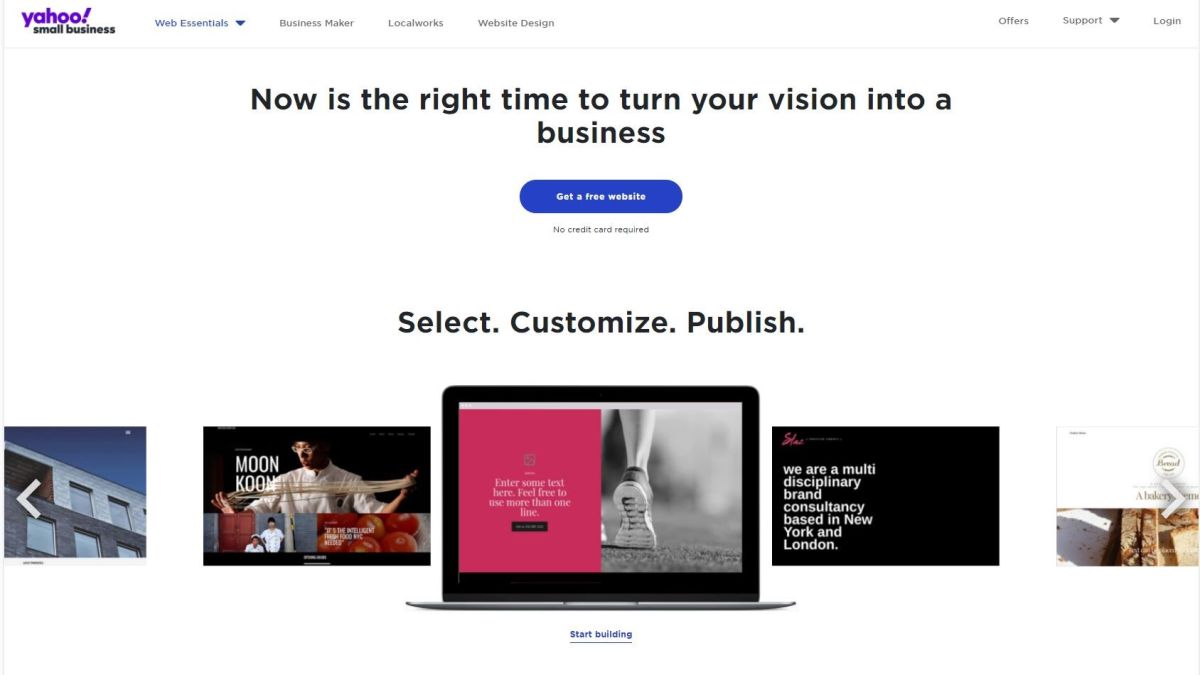 yahoo!
small business
Web Essentials
Business Maker
Localworks
Website Design
Offers
Support
Login
Now is the right time to turn your vision into a
business
Get a free website
No credit card required
Select. Customize. Publish.
MOON
KOON
"IT'S THE INTELLIGENT
FRESH FOOD NYC
NEEDED"
OPENING HOURS
Enter some text
here. Feel free to
use more than one
line.
we are a multi
disciplinary
brand
consultancy
based in New
York and
London.
Bread
A bakery
Start building